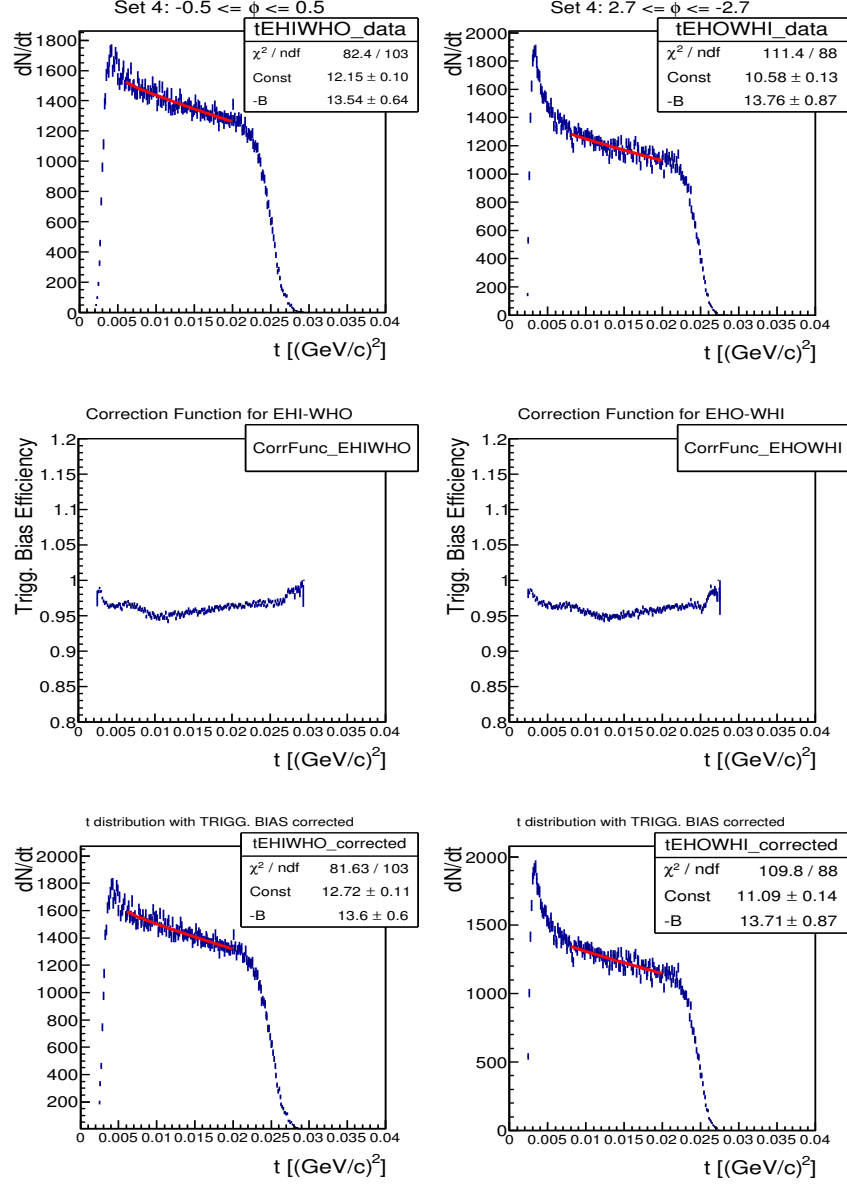 Set 4: -0.5 <= ϕ <= 0.5
tEHIWHO_data
χ² / ndf 82.4 / 103
Const 12.15 ± 0.10
-B 13.54 ± 0.64
dN/dt
1800
1600
1400
1200
1000
800
600
400
200
0
0 0.005 0.01 0.015 0.02 0.025 0.03 0.035 0.04
t [(GeV/c)²]
Set 4: 2.7 <= ϕ <= -2.7
tEHOWHI_data
χ² / ndf 111.4 / 88
Const 10.58 ± 0.13
-B 13.76 ± 0.87
dN/dt
2000
1800
1600
1400
1200
1000
800
600
400
200
0
0 0.005 0.01 0.015 0.02 0.025 0.03 0.035 0.04
t [(GeV/c)²]
Correction Function for EHI-WHO
CorrFunc_EHIWHO
Trigg. Bias Efficiency
1.2
1.15
1.1
1.05
1
0.95
0.9
0.85
0.8
0 0.005 0.01 0.015 0.02 0.025 0.03 0.035 0.04
t [(GeV/c)²]
Correction Function for EHO-WHI
CorrFunc_EHOWHI
Trigg. Bias Efficiency
1.2
1.15
1.1
1.05
1
0.95
0.9
0.85
0.8
0 0.005 0.01 0.015 0.02 0.025 0.03 0.035 0.04
t [(GeV/c)²]
t distribution with TRIGG. BIAS corrected
tEHIWHO_corrected
χ² / ndf 81.63 / 103
Const 12.72 ± 0.11
-B 13.6 ± 0.6
dN/dt
2000
1800
1600
1400
1200
1000
800
600
400
200
0 0.005 0.01 0.015 0.02 0.025 0.03 0.035 0.04
t [(GeV/c)²]
t distribution with TRIGG. BIAS corrected
tEHOWHI_corrected
χ² / ndf 109.8 / 88
Const 11.09 ± 0.14
-B 13.71 ± 0.87
dN/dt
2000
1500
1000
500
0
0 0.005 0.01 0.015 0.02 0.025 0.03 0.035 0.04
t [(GeV/c)²]